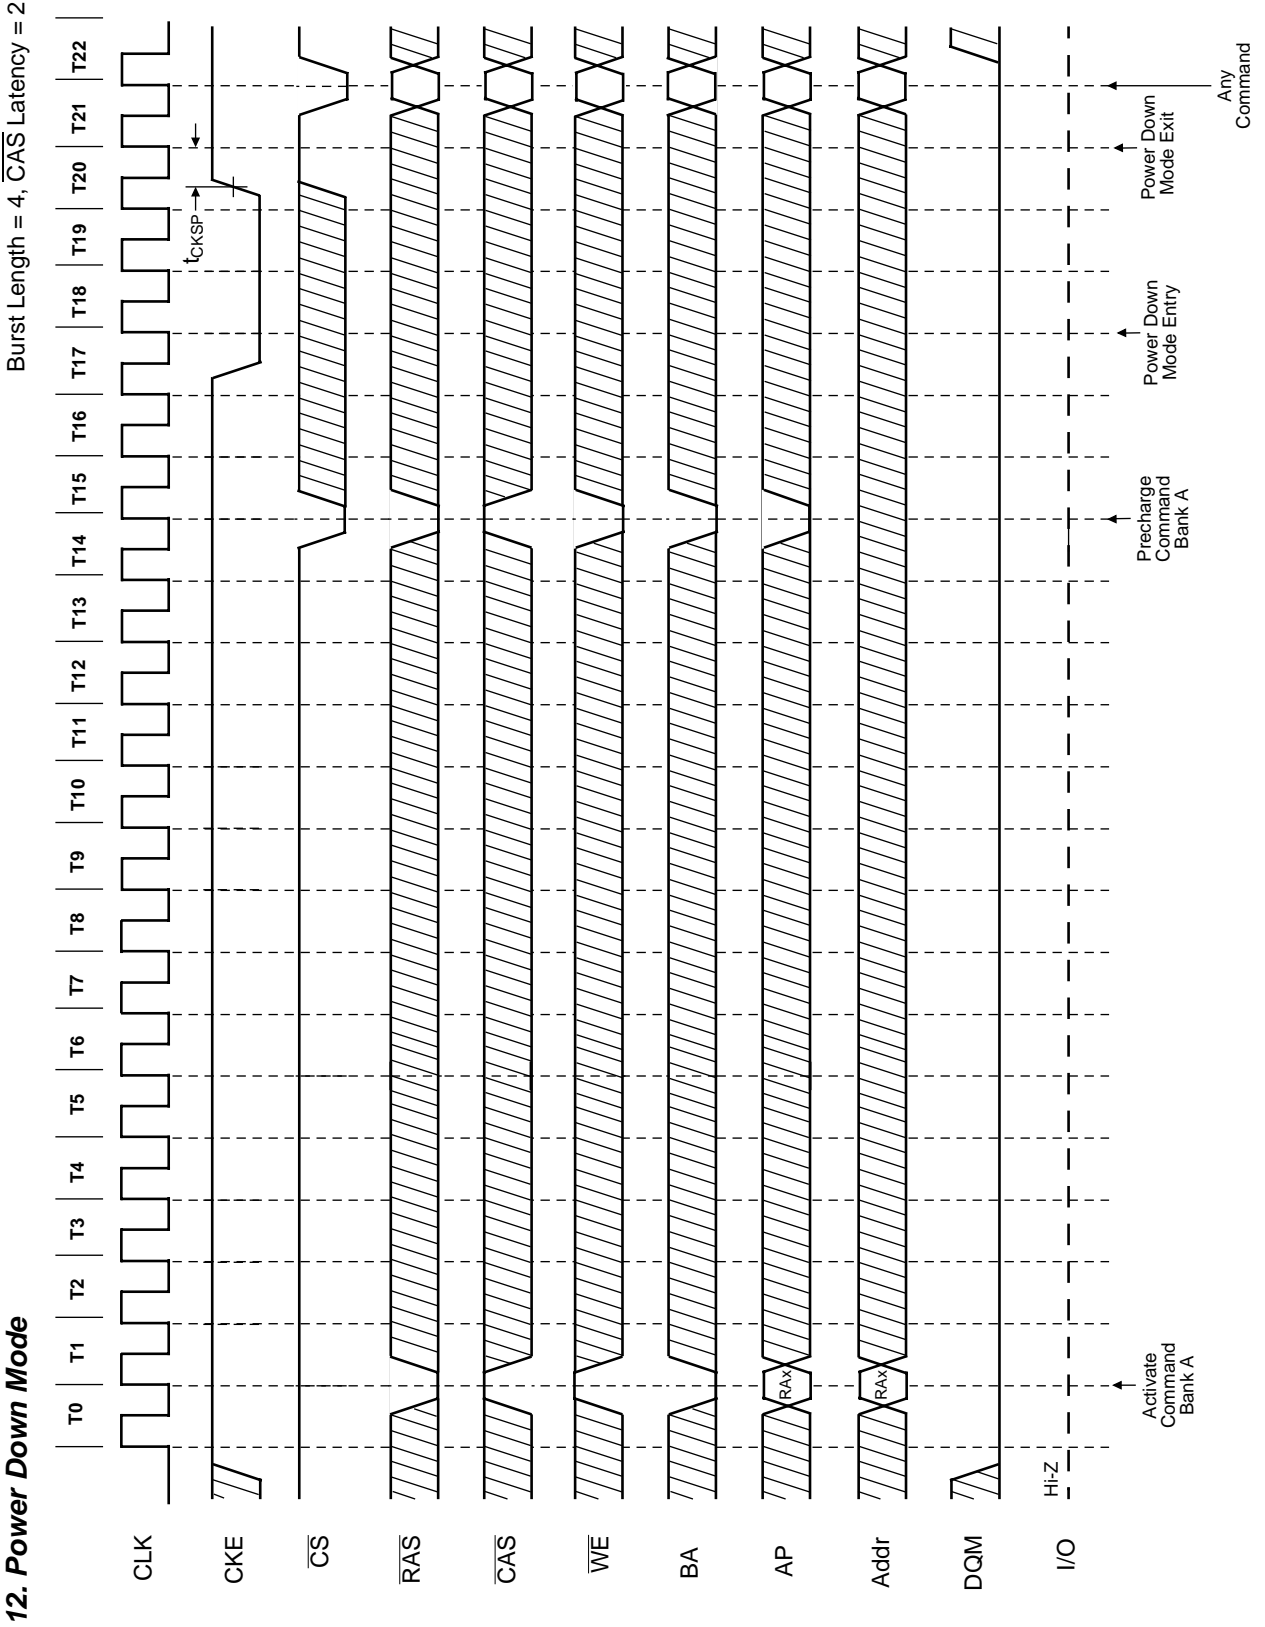 12. Power Down Mode
Burst Length = 4, CAS Latency = 2
T0 T1 T2 T3 T4 T5 T6 T7 T8 T9 T10 T11 T12 T13 T14 T15 T16 T17 T18 T19 T20 T21 T22
CLK
CKE
tCKSP
CS
RAS
CAS
WE
BA
AP
RAx
Addr
RAx
DQM
I/O
Hi-Z
Activate
Command
Bank A
Precharge
Command
Bank A
Power Down
Mode Entry
Power Down
Mode Exit
Any
Command